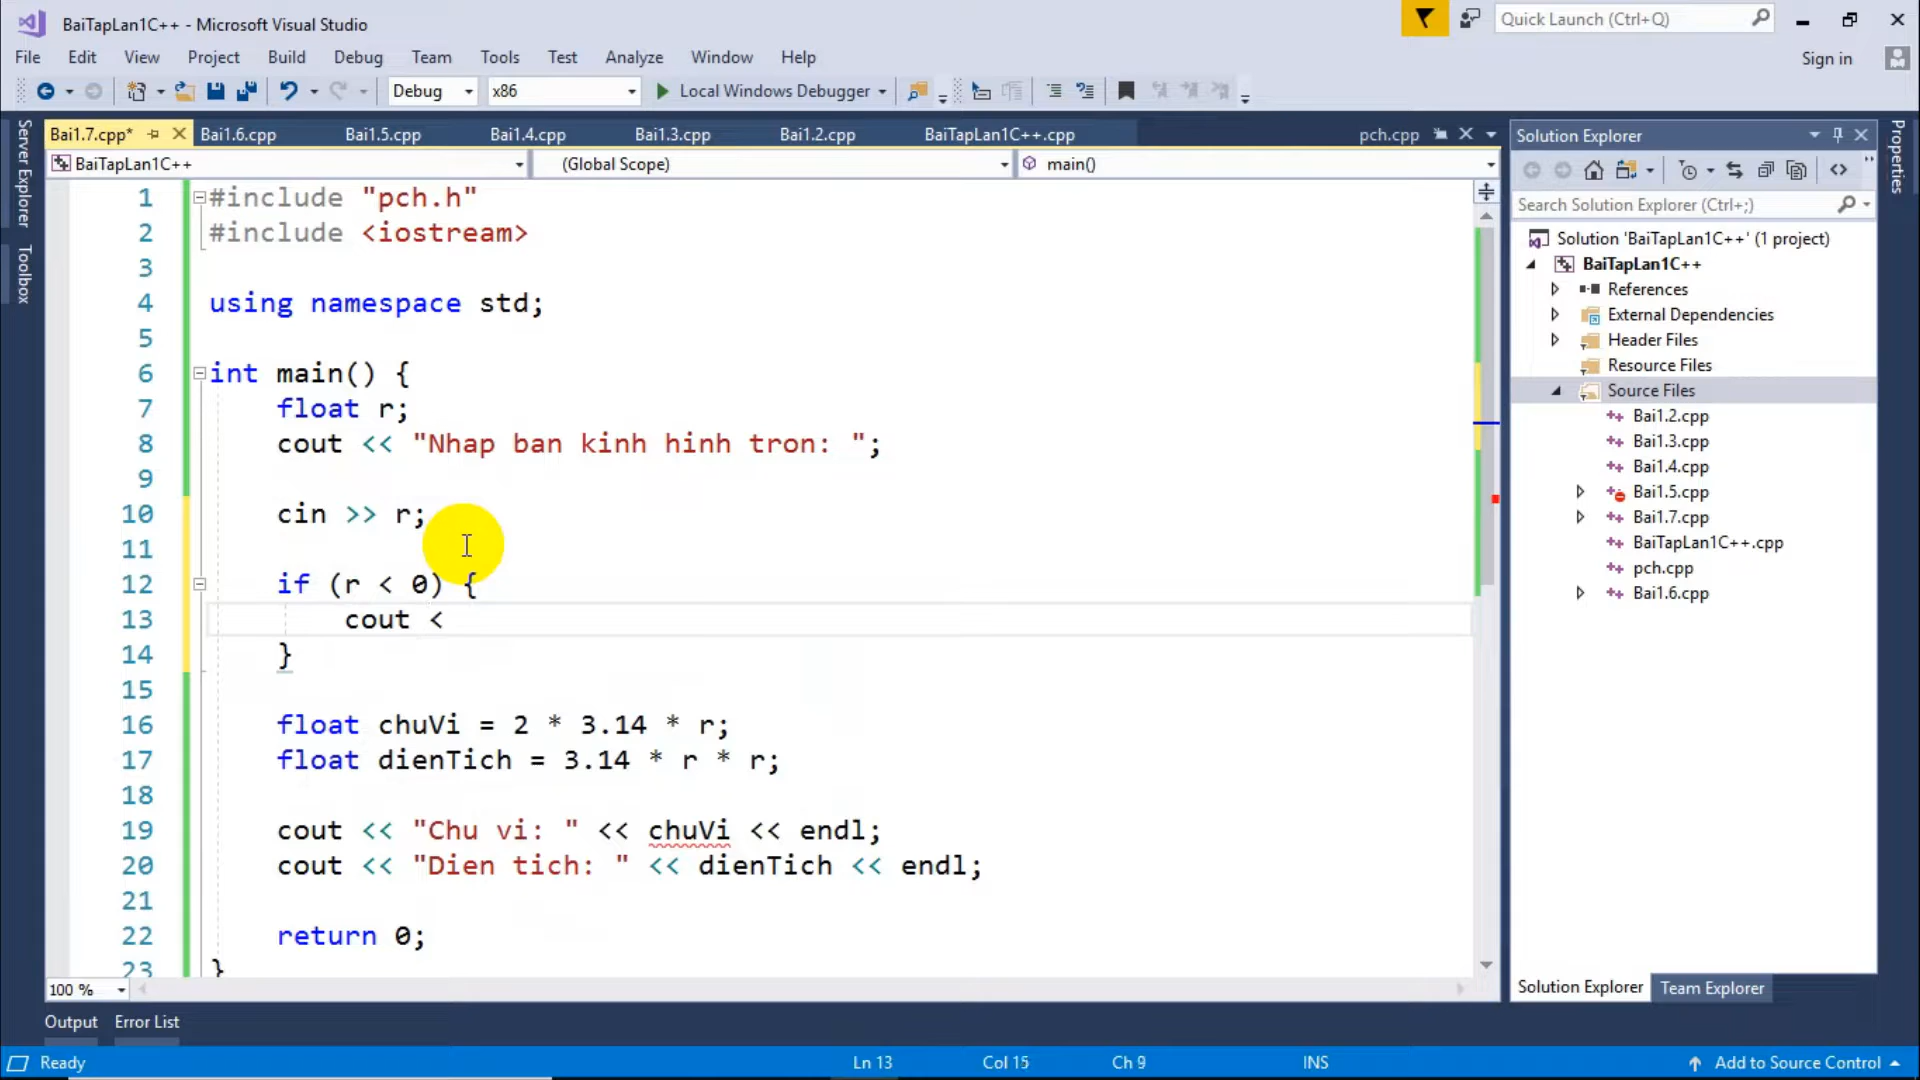 BaiTapLan1C++ - Microsoft Visual Studio
Quick Launch (Ctrl+Q)
File Edit View Project Build Debug Team Tools Test Analyze Window Help
Sign in
Debug x86 Local Windows Debugger
Bai1.7.cpp* Bai1.6.cpp Bai1.5.cpp Bai1.4.cpp Bai1.3.cpp Bai1.2.cpp BaiTapLan1C++.cpp pch.cpp
BaiTapLan1C++ (Global Scope) main()
Server Explorer
Toolbox
1 #include "pch.h"
2 #include <iostream>
3
4 using namespace std;
5
6 int main() {
7 float r;
8 cout << "Nhap ban kinh hinh tron: ";
9
10 cin >> r;
11
12 if (r < 0) {
13 cout <
14 }
15
16 float chuVi = 2 * 3.14 * r;
17 float dienTich = 3.14 * r * r;
18
19 cout << "Chu vi: " << chuVi << endl;
20 cout << "Dien tich: " << dienTich << endl;
21
22 return 0;
23 }
100 %
Solution Explorer
Search Solution Explorer (Ctrl+;)
Solution 'BaiTapLan1C++' (1 project)
BaiTapLan1C++
References
External Dependencies
Header Files
Resource Files
Source Files
Bai1.2.cpp
Bai1.3.cpp
Bai1.4.cpp
Bai1.5.cpp
Bai1.7.cpp
BaiTapLan1C++.cpp
pch.cpp
Bai1.6.cpp
Solution Explorer Team Explorer
Properties
Output Error List
Ready Ln 13 Col 15 Ch 9 INS Add to Source Control